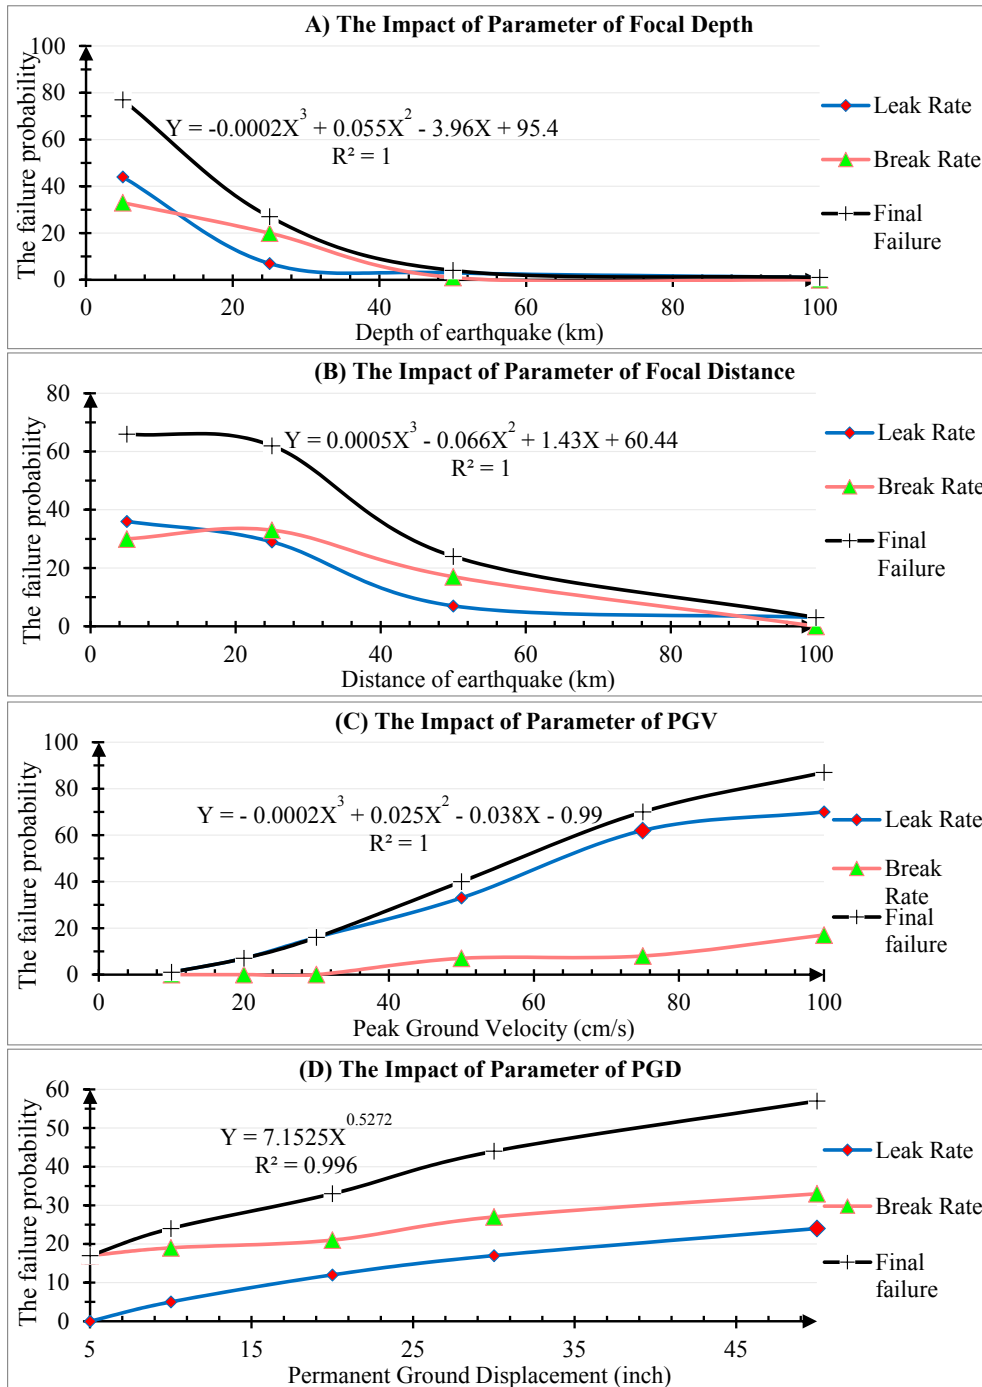 A) The Impact of Parameter of Focal Depth
The failure probability
100
80
60
40
20
0
Y = -0.0002X³ + 0.055X² - 3.96X + 95.4
R² = 1
Leak Rate
Break Rate
Final
Failure
0 20 40 60 80 100
Depth of earthquake (km)
(B) The Impact of Parameter of Focal Distance
The failure probability
80
60
40
20
0
Y = 0.0005X³ - 0.066X² + 1.43X + 60.44
R² = 1
Leak Rate
Break Rate
Final
Failure
0 20 40 60 80 100
Distance of earthquake (km)
(C) The Impact of Parameter of PGV
The failure probability
100
80
60
40
20
0
Y = - 0.0002X³ + 0.025X² - 0.038X - 0.99
R² = 1
Leak Rate
Break
Rate
Final
failure
0 20 40 60 80 100
Peak Ground Velocity (cm/s)
(D) The Impact of Parameter of PGD
The failure probability
60
50
40
30
20
10
0
Y = 7.1525X^0.5272
R² = 0.996
Leak Rate
Break Rate
Final
failure
5 15 25 35 45
Permanent Ground Displacement (inch)